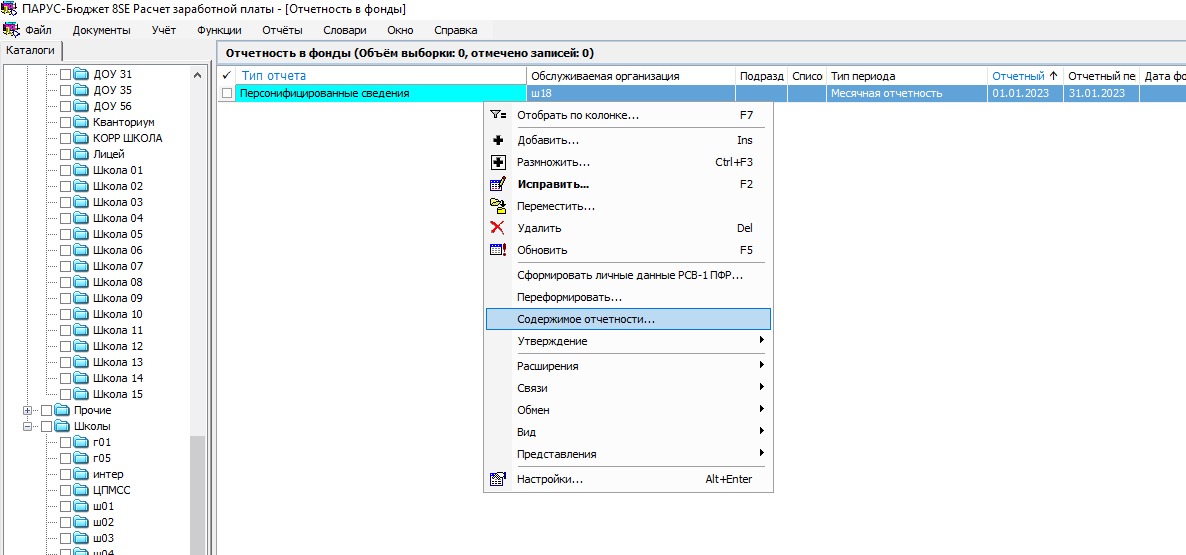 ПАРУС-Бюджет 8SE Расчет заработной платы - [Отчетность в фонды]
Файл Документы Учёт Функции Отчёты Словари Окно Справка
Каталоги
ДОУ 31
ДОУ 35
ДОУ 56
Кванториум
КОРР ШКОЛА
Лицей
Школа 01
Школа 02
Школа 03
Школа 04
Школа 05
Школа 06
Школа 07
Школа 08
Школа 09
Школа 10
Школа 11
Школа 12
Школа 13
Школа 14
Школа 15
Прочие
Школы
г01
г05
интер
ЦПМСС
ш01
ш02
ш03
ш04
Отчетность в фонды (Объём выборки: 0, отмечено записей: 0)
Тип отчета Обслуживаемая организация Подразд Списо Тип периода Отчетный Отчетный пе Дата фо
Персонифицированные сведения ш18 Месячная отчетность 01.01.2023 31.01.2023
Отобрать по колонке... F7
Добавить... Ins
Размножить... Ctrl+F3
Исправить... F2
Переместить...
Удалить Del
Обновить F5
Сформировать личные данные РСВ-1 ПФР...
Переформировать...
Содержимое отчетности...
Утверждение
Расширения
Связи
Обмен
Вид
Представления
Настройки... Alt+Enter